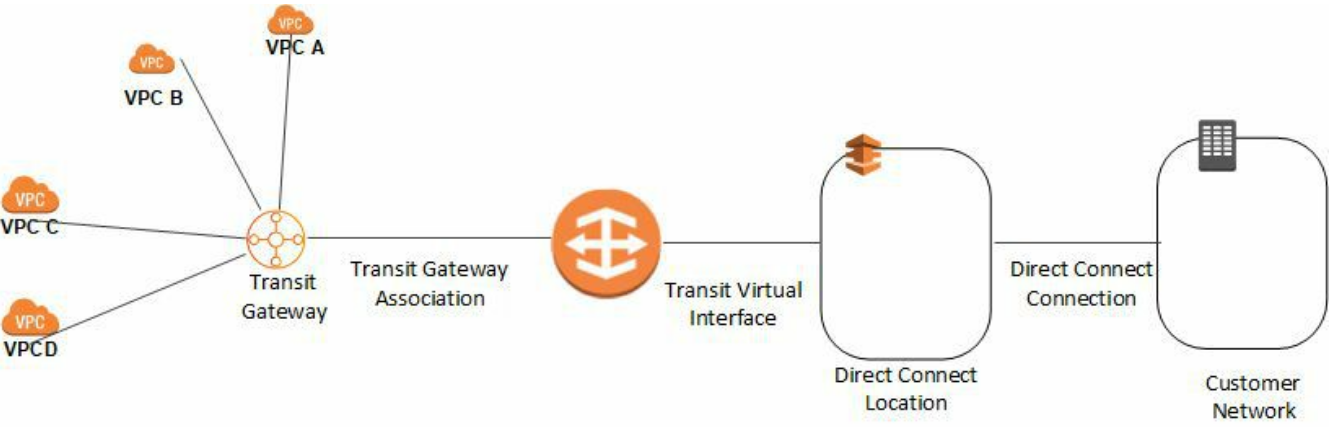 VPC
VPC A
VPC
VPC B
VPC
VPC C
VPC
VPCD
Transit
Gateway
Transit Gateway
Association
Transit Virtual
Interface
Direct Connect
Location
Direct Connect
Connection
Customer
Network